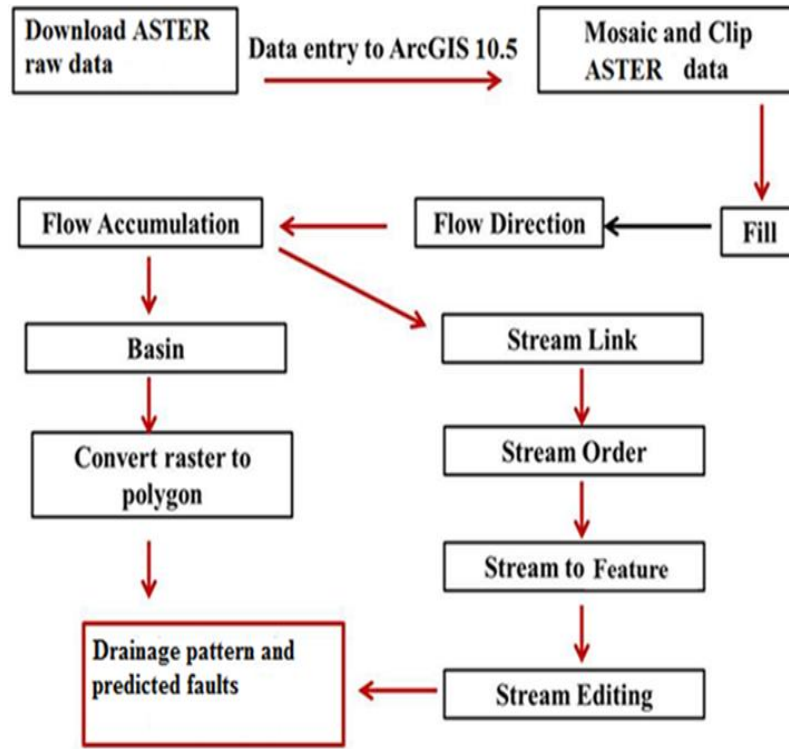 Download ASTER
raw data
Data entry to ArcGIS 10.5
Mosaic and Clip
ASTER data
Flow Accumulation
Flow Direction
Fill
Basin
Stream Link
Convert raster to
polygon
Stream Order
Stream to Feature
Drainage pattern and
predicted faults
Stream Editing